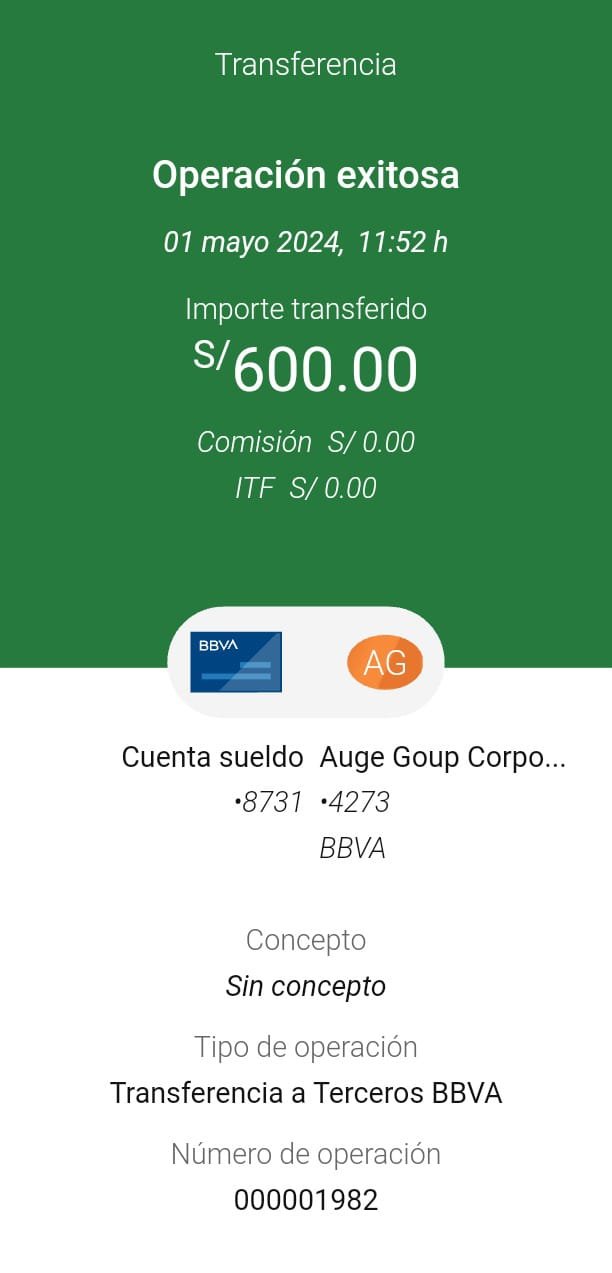 Transferencia
Operación exitosa
01 mayo 2024, 11:52 h
Importe transferido
S/600.00
Comisión S/ 0.00
ITF S/ 0.00
BBVA AG
Cuenta sueldo Auge Goup Corpo...
•8731 •4273
BBVA
Concepto
Sin concepto
Tipo de operación
Transferencia a Terceros BBVA
Número de operación
000001982